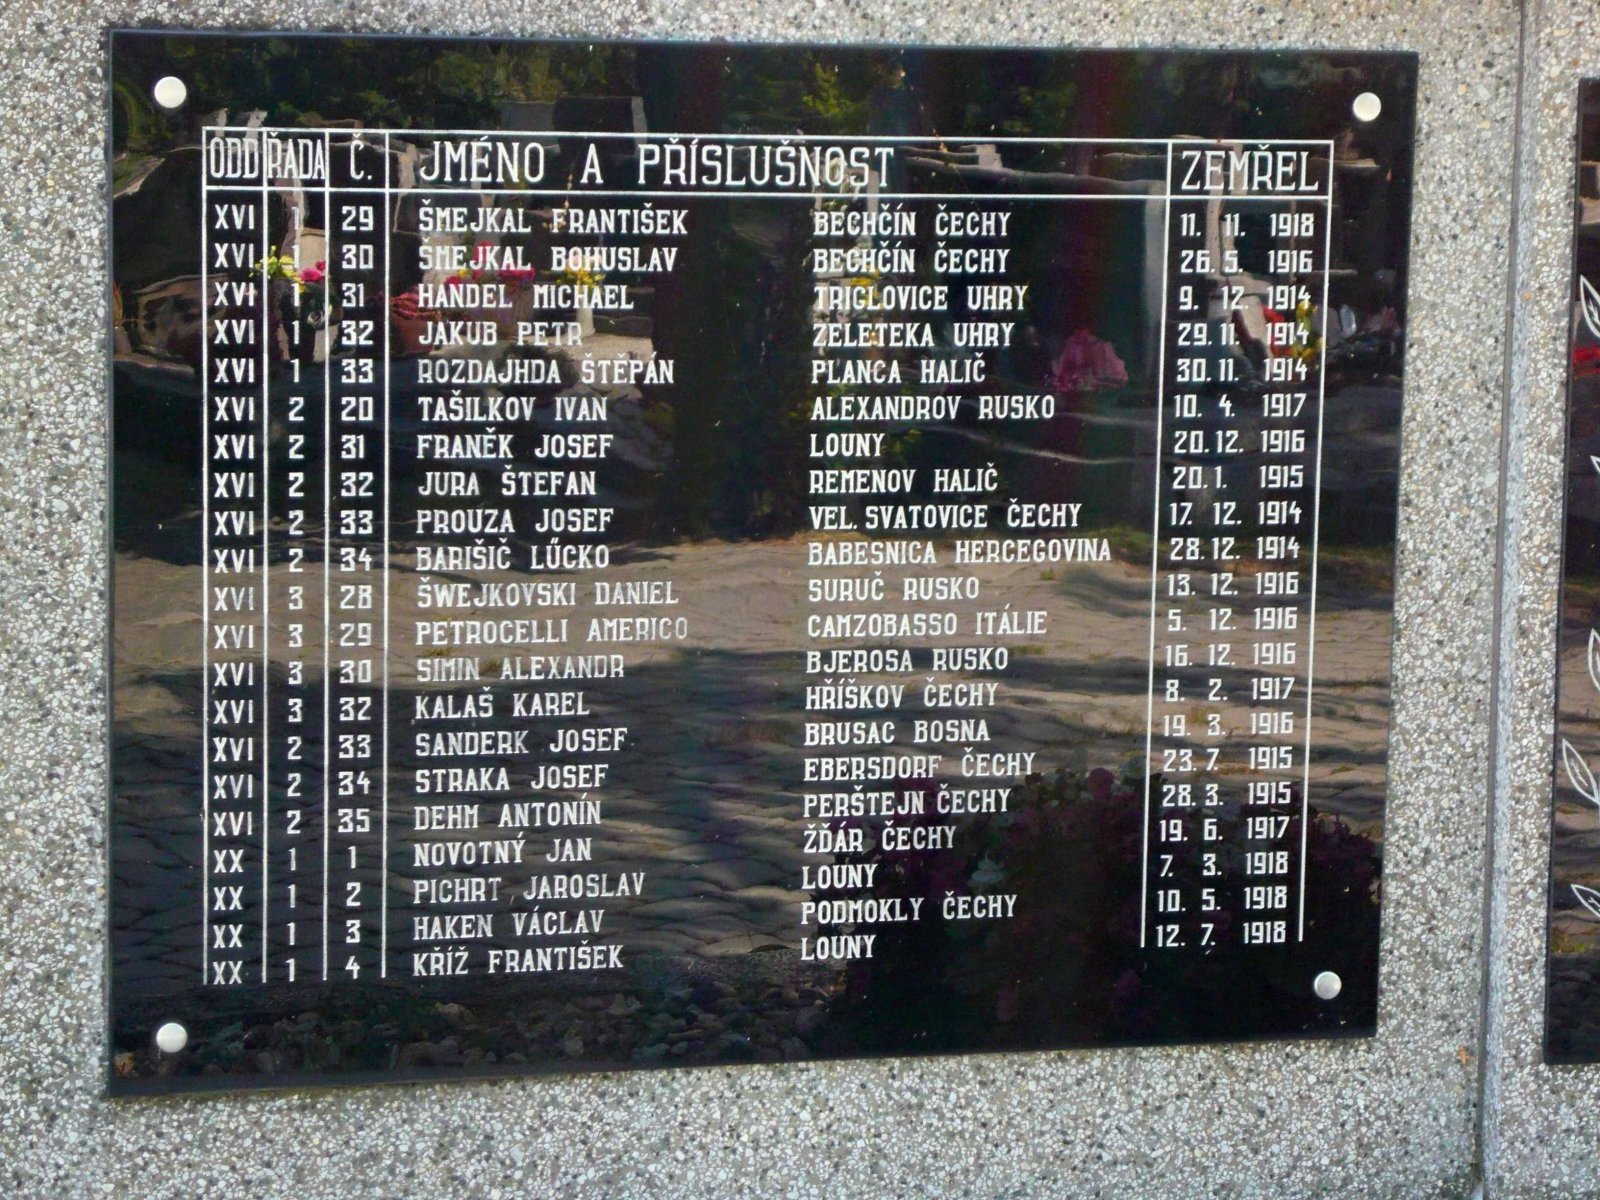 ODD ŘADA Č. JMÉNO A PŘÍSLUŠNOST ZEMŘEL
XVI 1 29 ŠMEJKAL FRANTIŠEK BECHČÍN ČECHY 11. 11. 1918
XVI 1 30 ŠMEJKAL BOHUSLAV BECHČÍN ČECHY 26. 5. 1916
XVI 1 31 HANDEL MICHAEL TRIGLOVICE UHRY 9. 12. 1914
XVI 1 32 JAKUB PETR ZELETEKA UHRY 29. 11. 1914
XVI 1 33 ROZDAJHDA ŠTĚPÁN PLANCA HALIČ 30. 11. 1914
XVI 2 20 TAŠILKOV IVAN ALEXANDROV RUSKO 10. 4. 1917
XVI 2 31 FRANĚK JOSEF LOUNY 20. 12. 1916
XVI 2 32 JURA ŠTEFAN REMENOV HALIČ 20. 1. 1915
XVI 2 33 PROUZA JOSEF VEL. SVATOVICE ČECHY 17. 12. 1914
XVI 2 34 BARIŠIČ LŰCKO BABESNICA HERCEGOVINA 28. 12. 1914
XVI 3 28 ŠWEJKOVSKI DANIEL SURUČ RUSKO 13. 12. 1916
XVI 3 29 PETROCELLI AMERICO CAMZOBASSO ITÁLIE 5. 12. 1916
XVI 3 30 SIMIN ALEXANDR BJEROSA RUSKO 16. 12. 1916
XVI 3 32 KALAŠ KAREL HŘÍŠKOV ČECHY 8. 2. 1917
XVI 2 33 SANDERK JOSEF BRUSAC BOSNA 19. 3. 1916
XVI 2 34 STRAKA JOSEF EBERSDORF ČECHY 23. 7. 1915
XVI 2 35 DEHM ANTONÍN PERŠTEJN ČECHY 28. 3. 1915
XX 1 1 NOVOTNÝ JAN ŽĎÁR ČECHY 19. 6. 1917
XX 1 2 PICHRT JAROSLAV LOUNY 7. 3. 1918
XX 1 3 HAKEN VÁCLAV PODMOKLY ČECHY 10. 5. 1918
XX 1 4 KŘÍŽ FRANTIŠEK LOUNY 12. 7. 1918